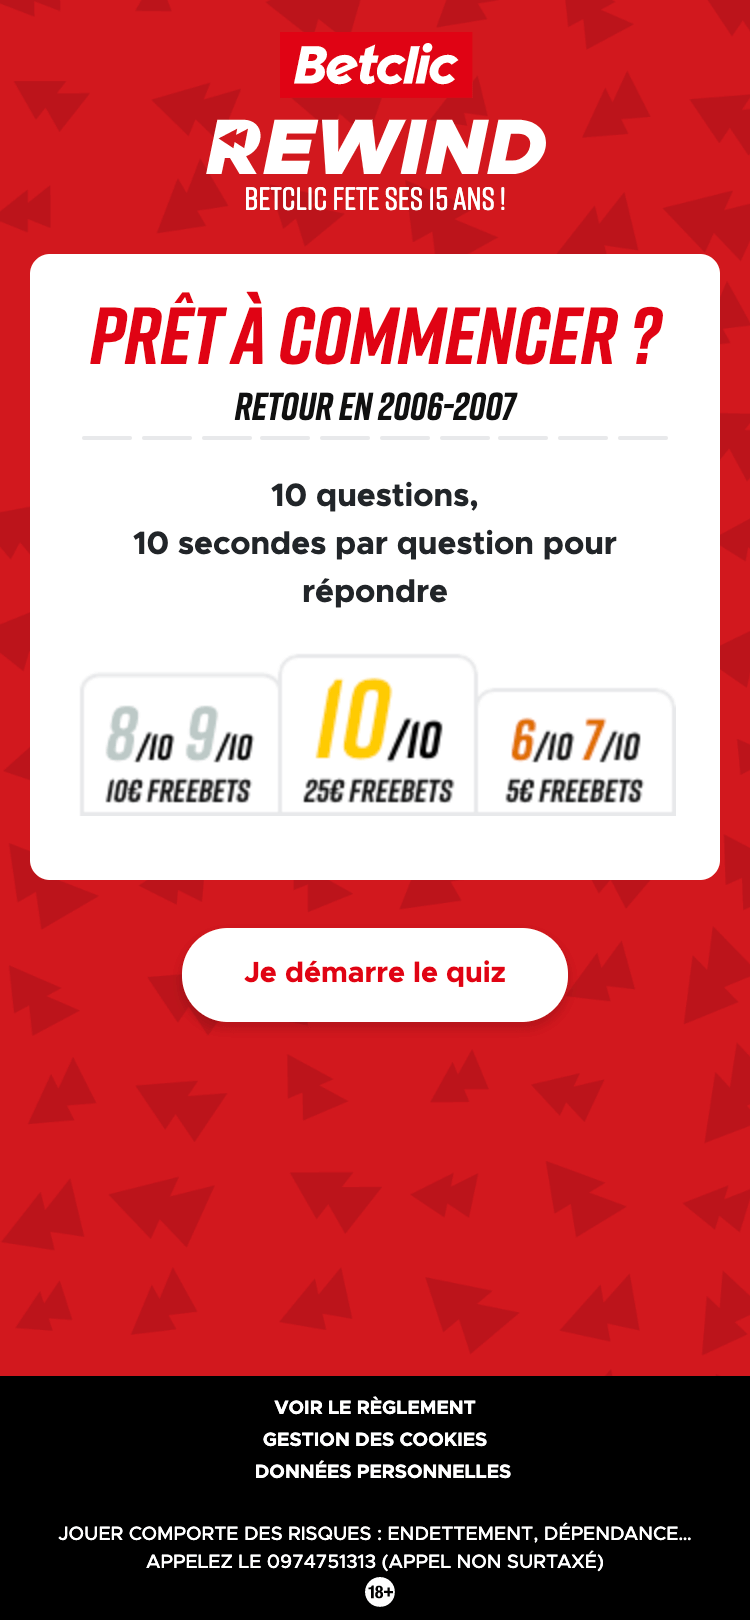 Betclic
REWIND
BETCLIC FETE SES 15 ANS !
PRÊT À COMMENCER ?
RETOUR EN 2006-2007
10 questions,
10 secondes par question pour
répondre
8/10 9/10
10€ FREEBETS
10/10
25€ FREEBETS
6/10 7/10
5€ FREEBETS
Je démarre le quiz
VOIR LE RÈGLEMENT
GESTION DES COOKIES
DONNÉES PERSONNELLES
JOUER COMPORTE DES RISQUES : ENDETTEMENT, DÉPENDANCE...
APPELEZ LE 0974751313 (APPEL NON SURTAXÉ)
18+